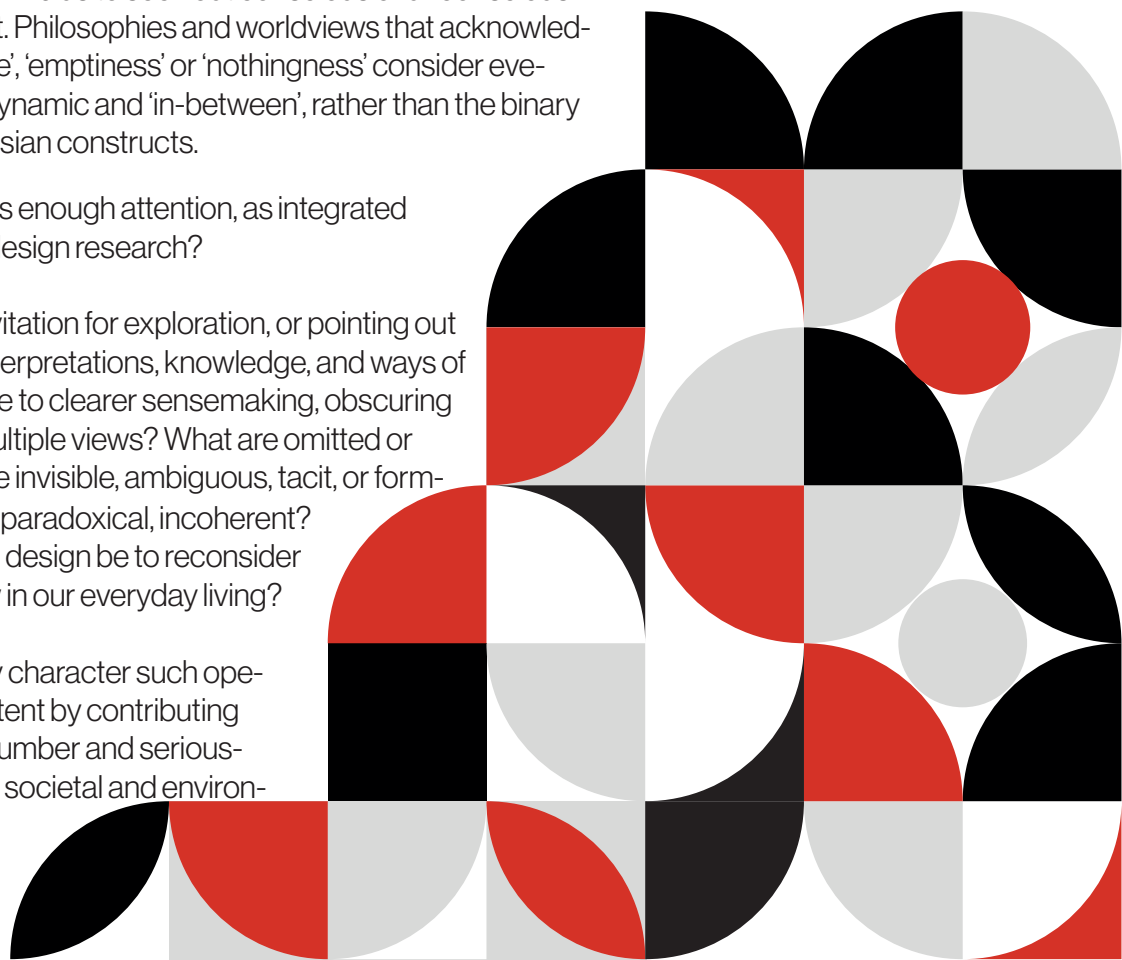 t. Philosophies and worldviews that acknowled-
e’, ‘emptiness’ or ‘nothingness’ consider eve-
ynamic and ‘in-between’, rather than the binary
sian constructs.
s enough attention, as integrated
design research?
vitation for exploration, or pointing out
erpretations, knowledge, and ways of
e to clearer sensemaking, obscuring
ultiple views? What are omitted or
e invisible, ambiguous, tacit, or form-
paradoxical, incoherent?
design be to reconsider
y in our everyday living?
y character such ope-
tent by contributing
umber and serious-
societal and environ-